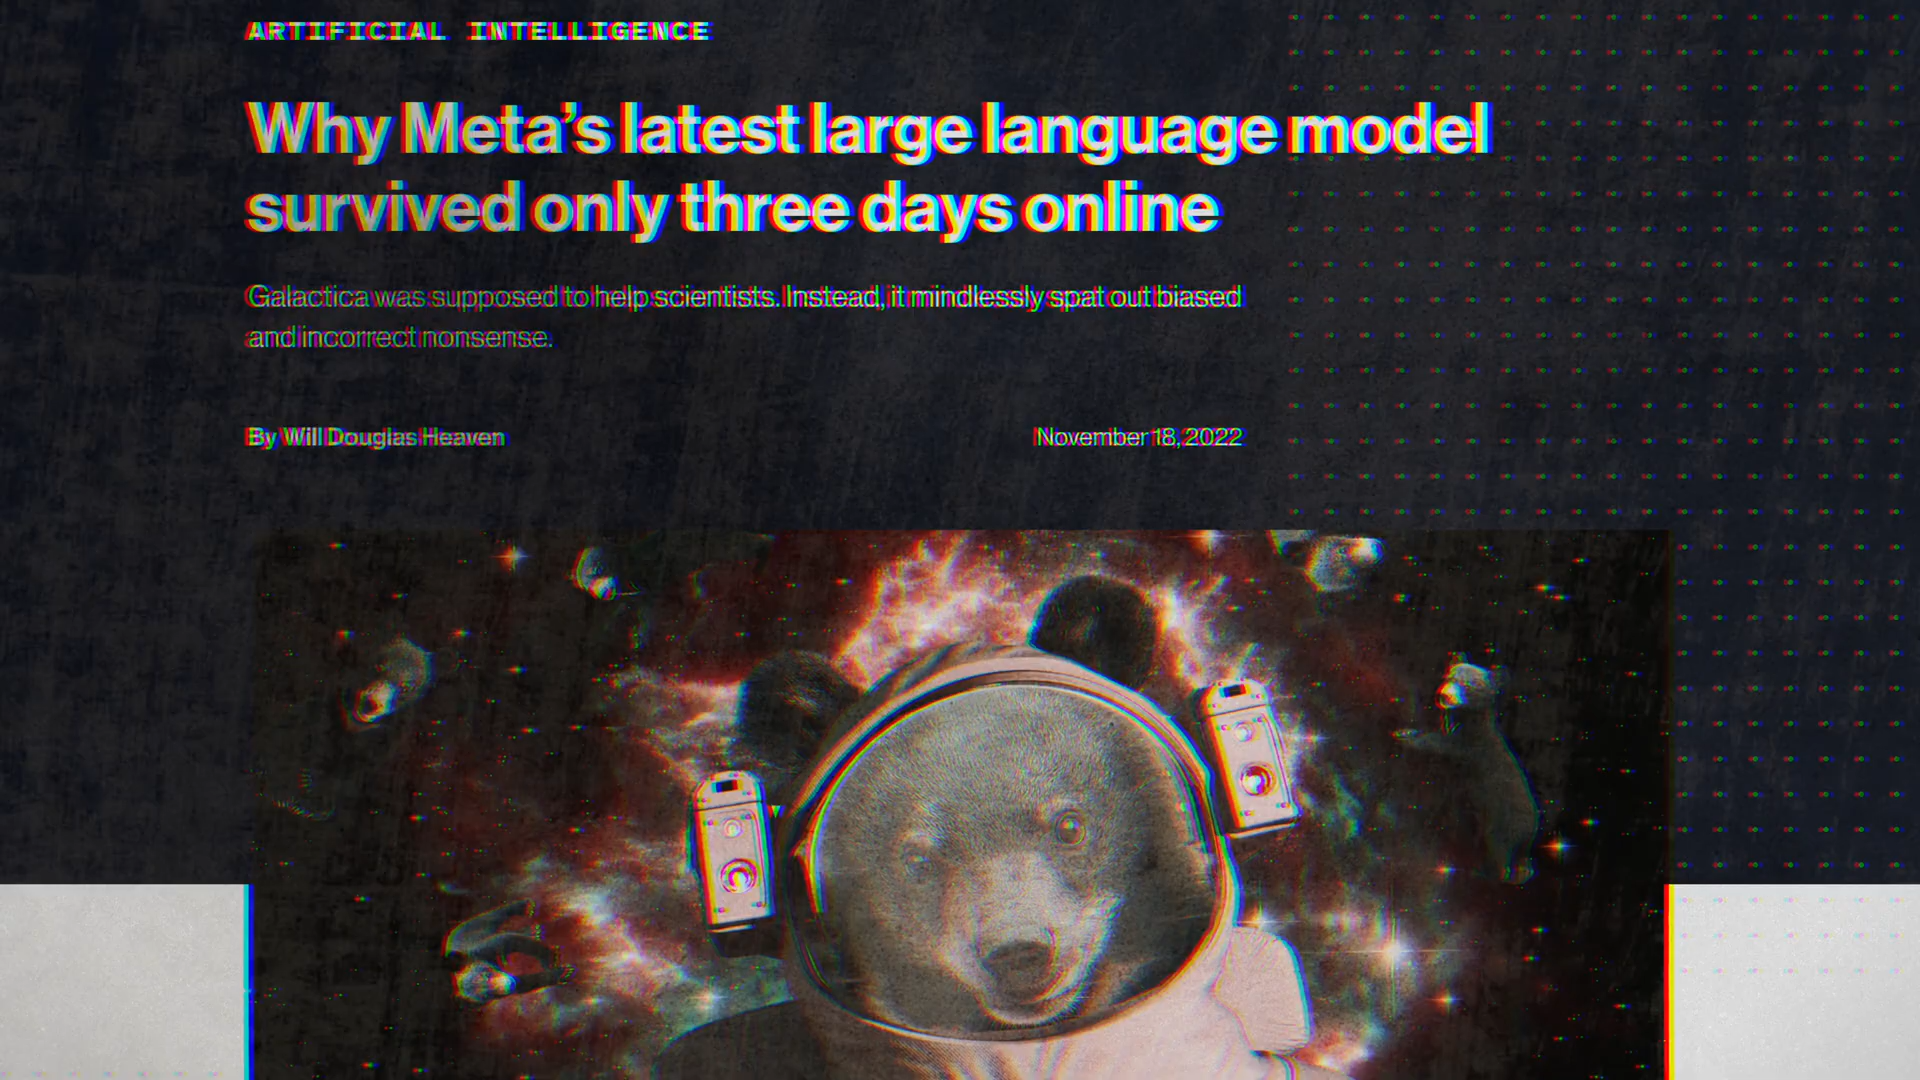 ARTIFICIAL INTELLIGENCE
Why Meta’s latest large language model
survived only three days online
Galactica was supposed to help scientists. Instead, it mindlessly spat out biased
and incorrect nonsense.
By Will Douglas Heaven
November 18, 2022